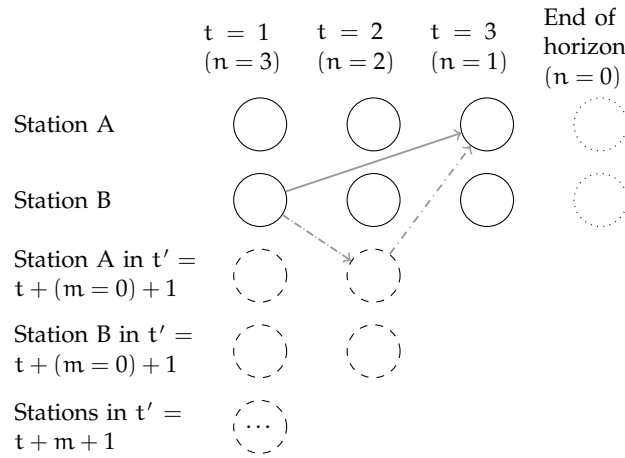 t = 1 t = 2 t = 3 End of
horizon
(n = 3) (n = 2) (n = 1) (n = 0)
Station A
Station B
Station A in t′ =
t + (m = 0) + 1
Station B in t′ =
t + (m = 0) + 1
Stations in t′ =
t + m + 1
...